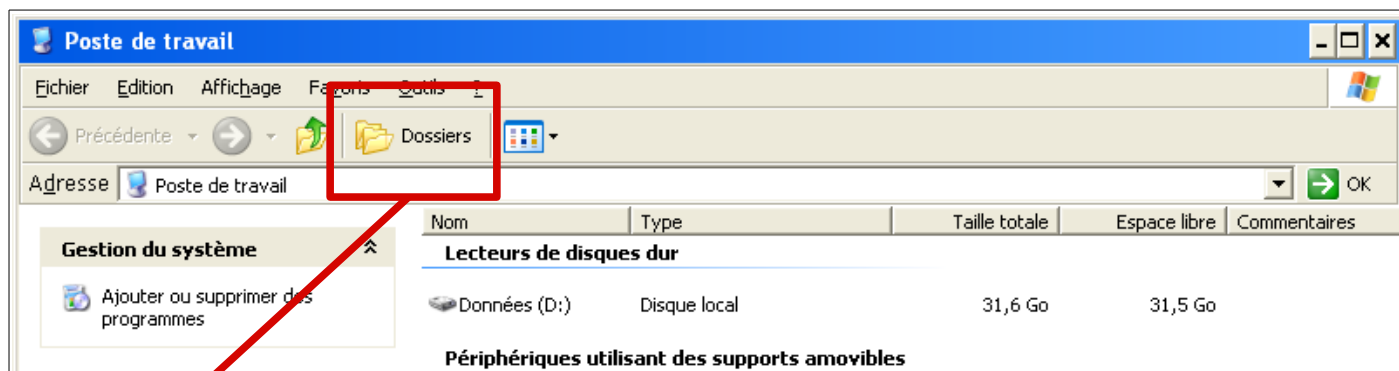 Poste de travail
Fichier Edition Affichage Favoris Outils ?
Précédente Dossiers
Adresse Poste de travail OK
Nom Type Taille totale Espace libre Commentaires
Gestion du système
Lecteurs de disques dur
Ajouter ou supprimer des
programmes
Données (D:) Disque local 31,6 Go 31,5 Go
Périphériques utilisant des supports amovibles